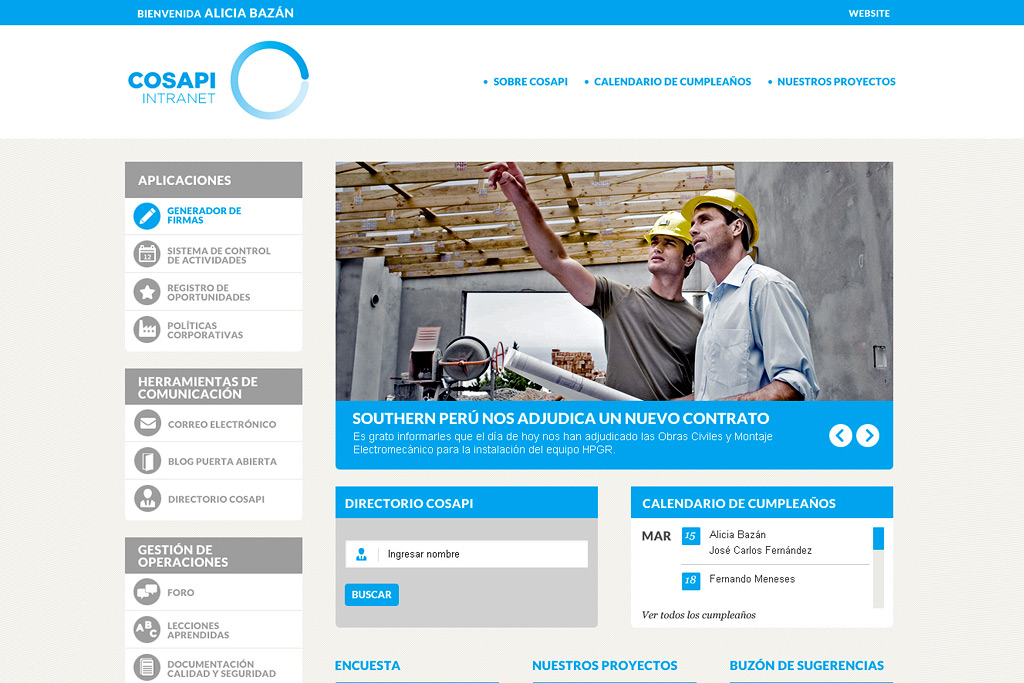 BIENVENIDA ALICIA BAZÁN
WEBSITE
COSAPI
INTRANET
• SOBRE COSAPI
• CALENDARIO DE CUMPLEAÑOS
• NUESTROS PROYECTOS
APLICACIONES
GENERADOR DE
FIRMAS
12
SISTEMA DE CONTROL
DE ACTIVIDADES
REGISTRO DE
OPORTUNIDADES
POLÍTICAS
CORPORATIVAS
HERRAMIENTAS DE
COMUNICACIÓN
CORREO ELECTRÓNICO
BLOG PUERTA ABIERTA
DIRECTORIO COSAPI
GESTIÓN DE
OPERACIONES
FORO
ABC
LECCIONES
APRENDIDAS
DOCUMENTACIÓN
CALIDAD Y SEGURIDAD
SOUTHERN PERÚ NOS ADJUDICA UN NUEVO CONTRATO
Es grato informarles que el día de hoy nos han adjudicado las Obras Civiles y Montaje
Electromecánico para la instalación del equipo HPGR.
DIRECTORIO COSAPI
Ingresar nombre
BUSCAR
CALENDARIO DE CUMPLEAÑOS
MAR 15 Alicia Bazán
José Carlos Fernández
18 Fernando Meneses
Ver todos los cumpleaños
ENCUESTA
NUESTROS PROYECTOS
BUZÓN DE SUGERENCIAS